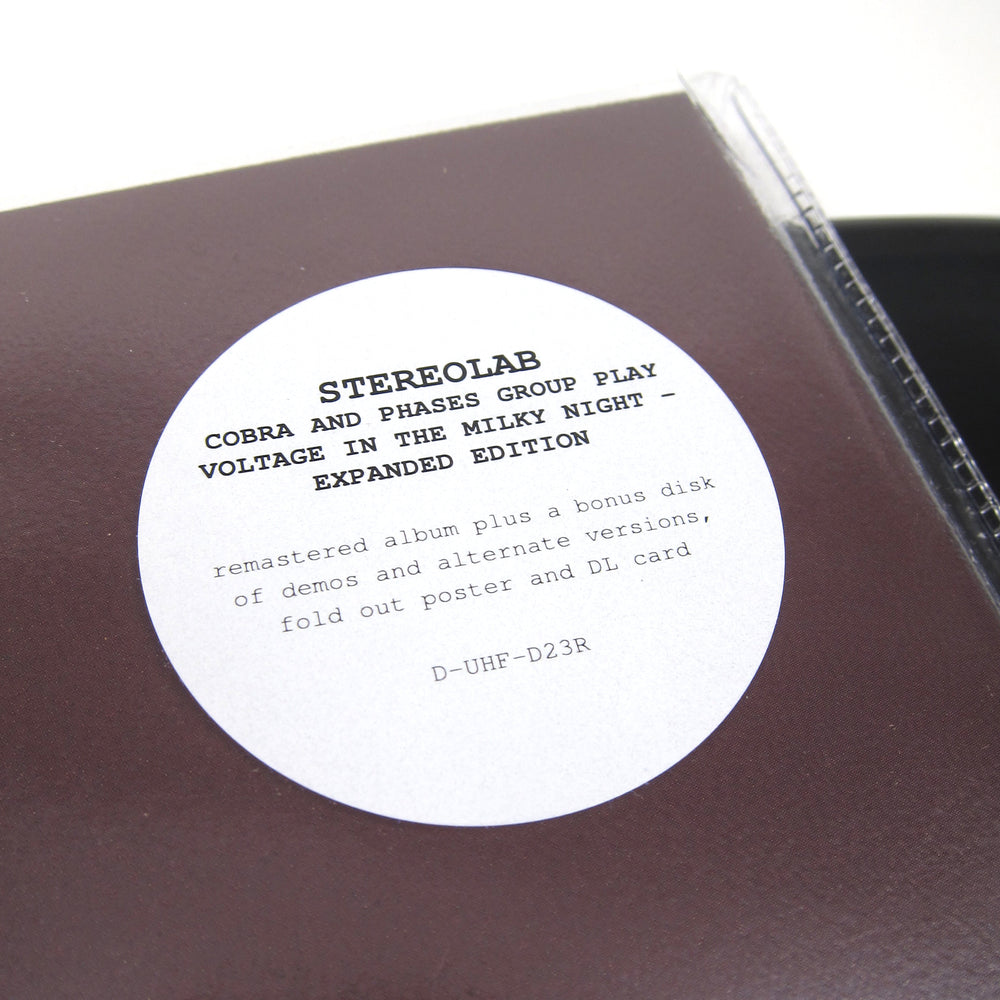 STEREOLAB
COBRA AND PHASES GROUP PLAY
VOLTAGE IN THE MILKY NIGHT –
EXPANDED EDITION
remastered album plus a bonus disk
of demos and alternate versions,
fold out poster and DL card
D-UHF-D23R